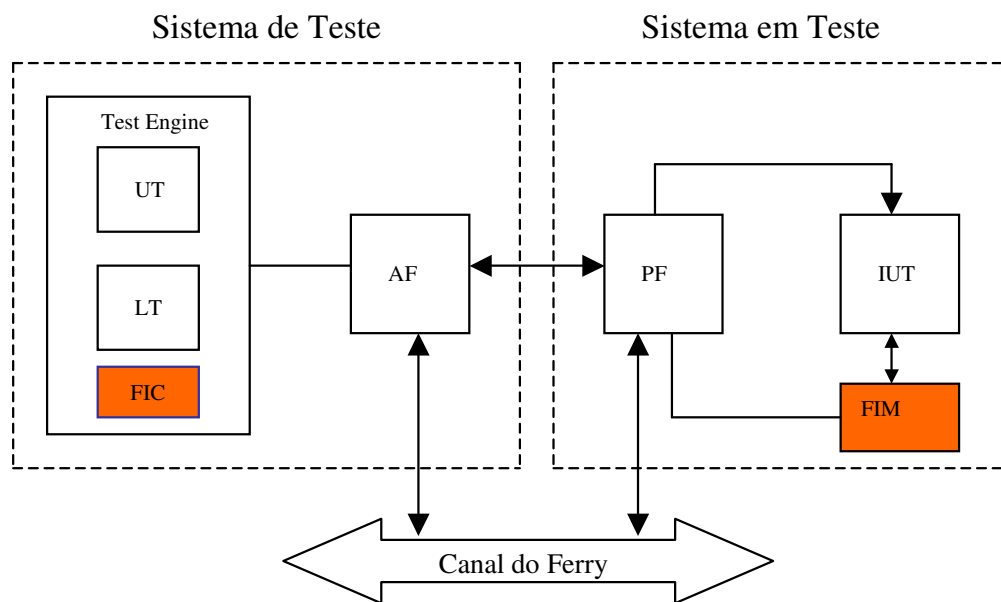 Sistema de Teste
Sistema em Teste
Test Engine
UT
LT
FIC
AF
PF
IUT
FIM
Canal do Ferry